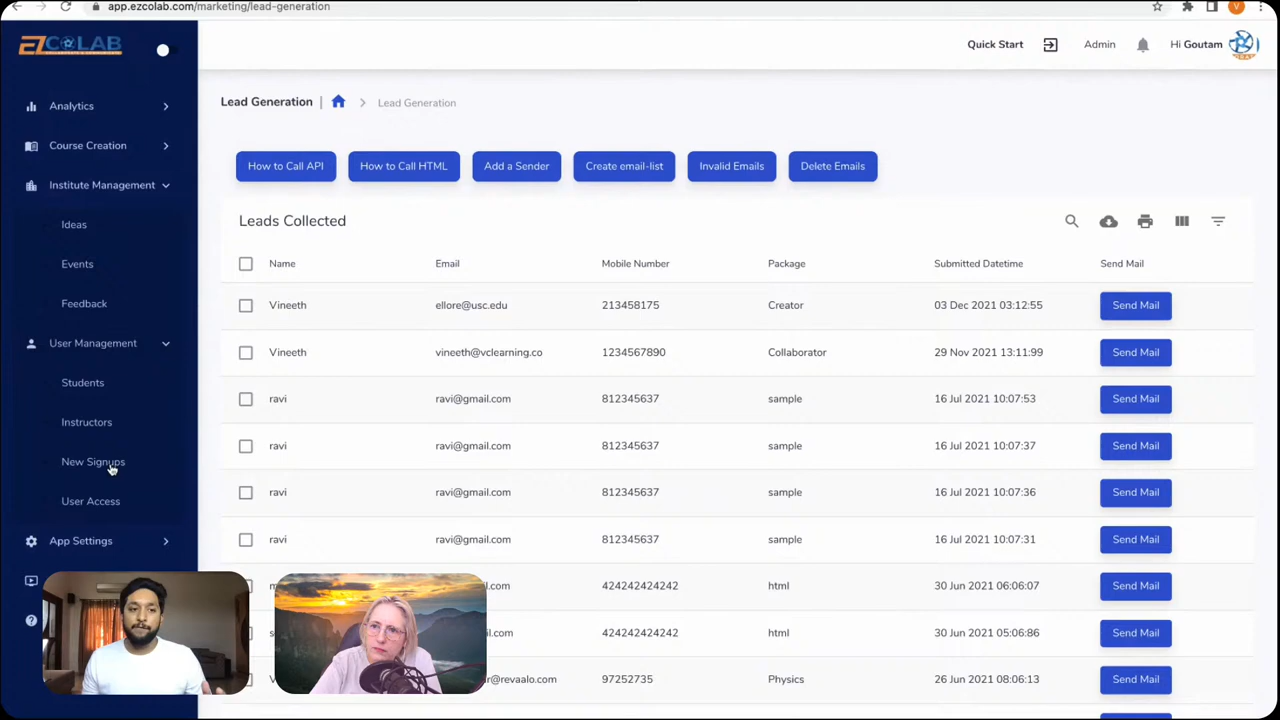 app.ezcolab.com/marketing/lead-generation
V
EZCOLAB
Quick Start
Admin
Hi Goutam
Analytics
Course Creation
Institute Management
Ideas
Events
Feedback
User Management
Students
Instructors
New Signups
User Access
App Settings
Lead Generation | > Lead Generation
How to Call API
How to Call HTML
Add a Sender
Create email-list
Invalid Emails
Delete Emails
Leads Collected
Name Email Mobile Number Package Submitted Datetime Send Mail
Vineeth ellore@usc.edu 213458175 Creator 03 Dec 2021 03:12:55 Send Mail
Vineeth vineeth@vclearning.co 1234567890 Collaborator 29 Nov 2021 13:11:99 Send Mail
ravi ravi@gmail.com 812345637 sample 16 Jul 2021 10:07:53 Send Mail
ravi ravi@gmail.com 812345637 sample 16 Jul 2021 10:07:37 Send Mail
ravi ravi@gmail.com 812345637 sample 16 Jul 2021 10:07:36 Send Mail
ravi ravi@gmail.com 812345637 sample 16 Jul 2021 10:07:31 Send Mail
il.com 424242424242 html 30 Jun 2021 06:06:07 Send Mail
il.com 424242424242 html 30 Jun 2021 05:06:86 Send Mail
r@revaalo.com 97252735 Physics 26 Jun 2021 08:06:13 Send Mail